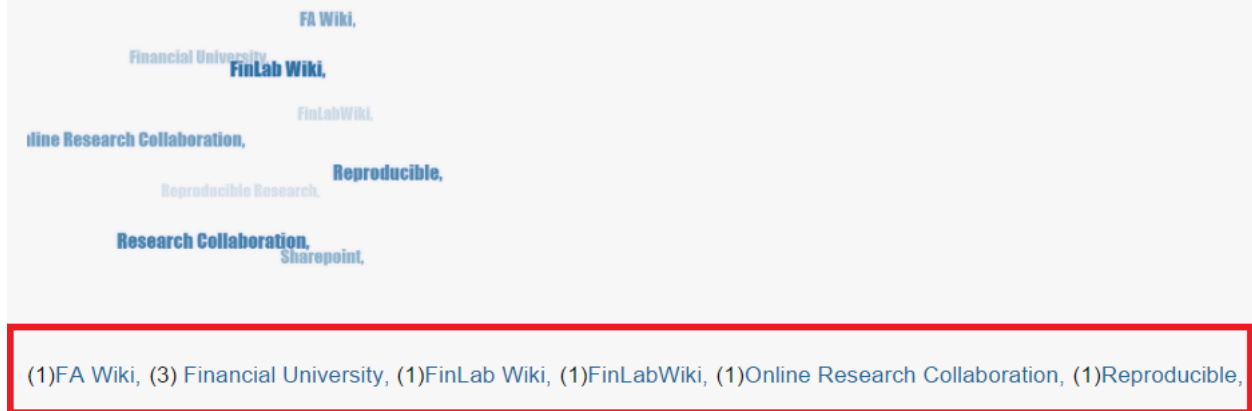 FA Wiki,
Financial University
FinLab Wiki,
FinLabWiki,
nline Research Collaboration,
Reproducible,
Reproducible Research,
Research Collaboration,
Sharepoint,
(1)FA Wiki, (3) Financial University, (1)FinLab Wiki, (1)FinLabWiki, (1)Online Research Collaboration, (1)Reproducible,